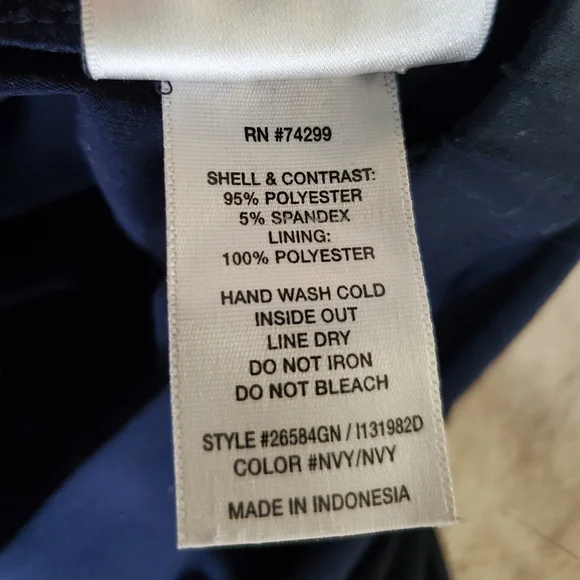 RN #74299
SHELL & CONTRAST:
95% POLYESTER
5% SPANDEX
LINING:
100% POLYESTER
HAND WASH COLD
INSIDE OUT
LINE DRY
DO NOT IRON
DO NOT BLEACH
STYLE #26584GN / I131982D
COLOR #NVY/NVY
MADE IN INDONESIA